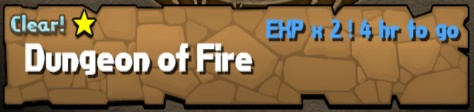 Clear! EXP x 2! 4 hr to go
Dungeon of Fire